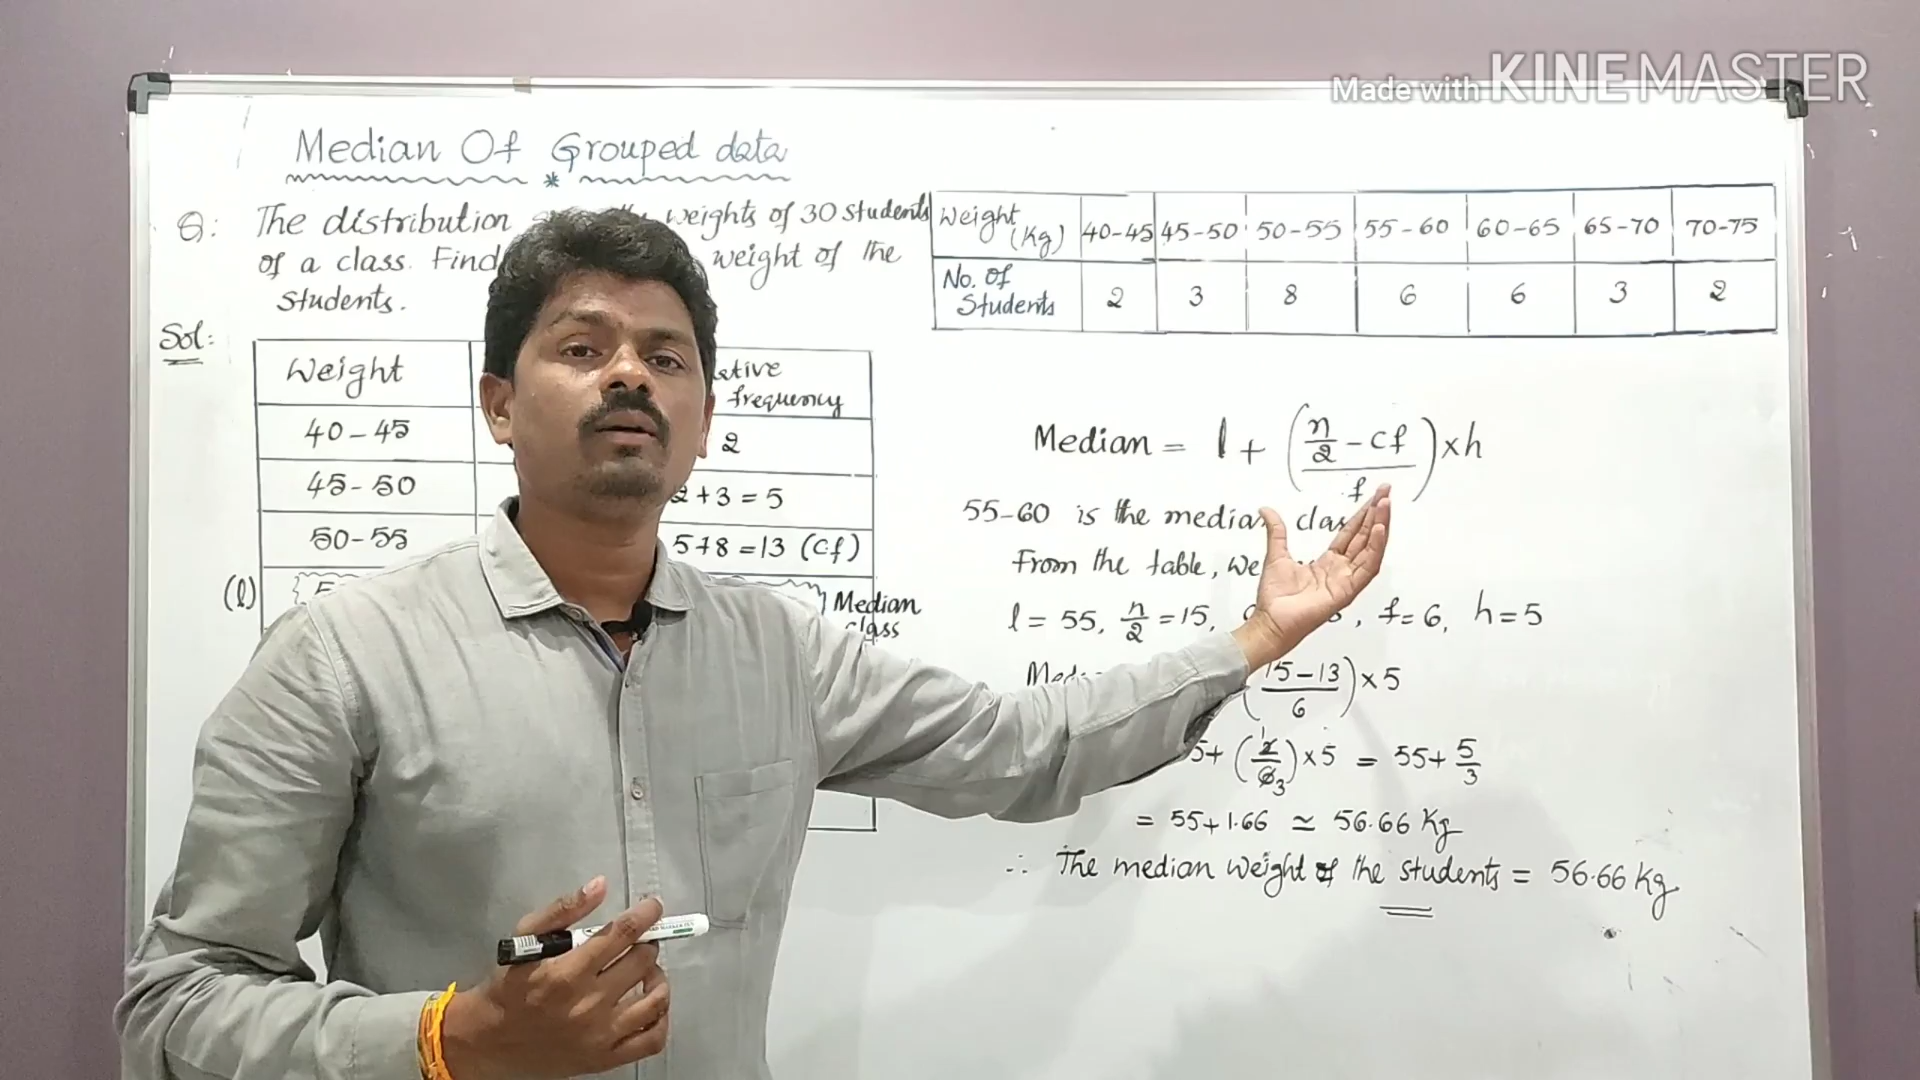 Made with KINEMASTER
Median Of Grouped data
Q: The distribution weights of 30 students
of a class. Find weight of the
students.
Weight (Kg) 40-45 45-50 50-55 55-60 60-65 65-70 70-75
No. of Students 2 3 8 6 6 3 2
Sol:
Weight frequency
40-45 2
45-50 2+3=5
50-55 5+8=13 (cf)
(l) Median class
Median = l + ((n/2 - cf)/f) × h
55-60 is the median
From the table,
l = 55, n/2 = 15, f = 6, h = 5
(15-13)/6) × 5
(2/6) × 5 = 55 + 5/3
= 55+1.66 ≃ 56.66 Kg
∴ The median weight of the students = 56.66 Kg